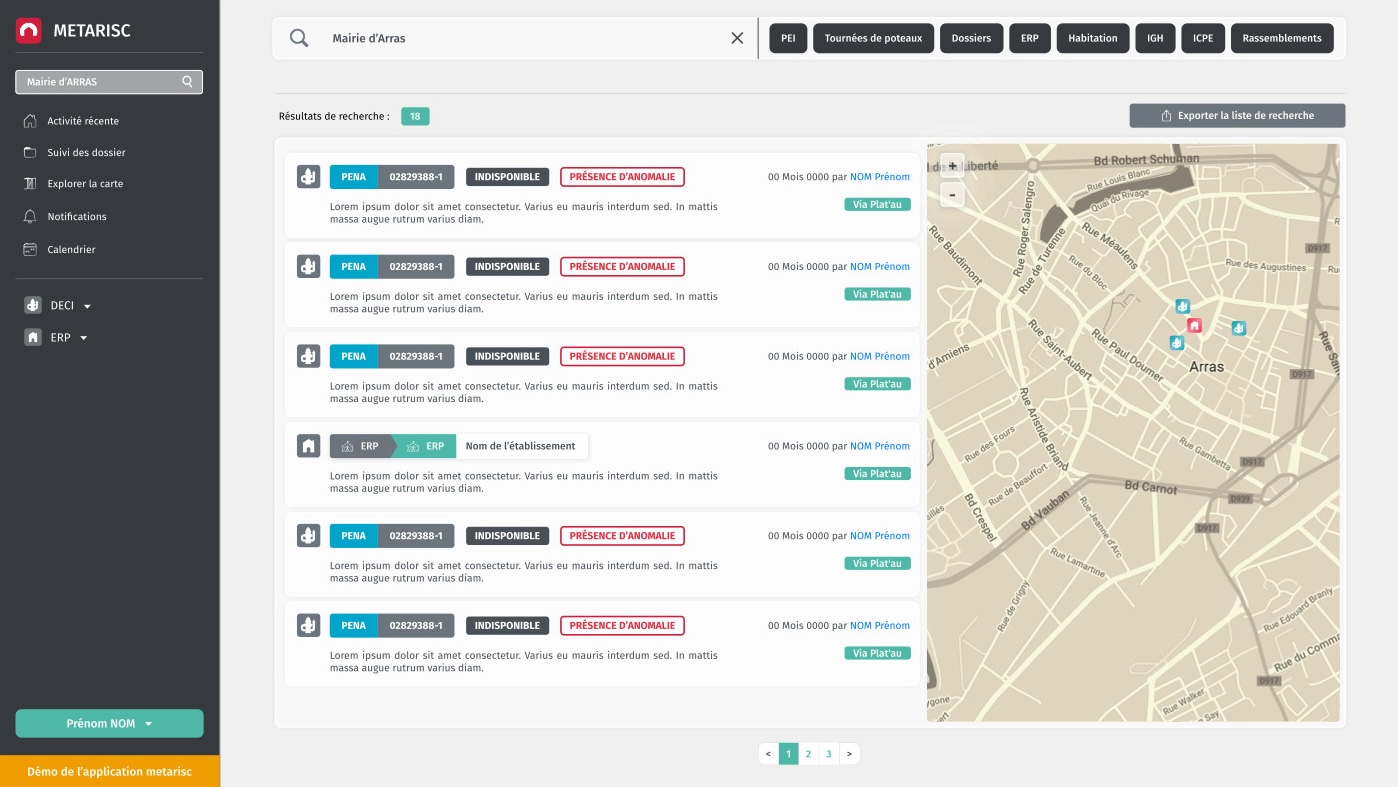 METARISC
Mairie d'ARRAS
Activité récente
Suivi des dossier
Explorer la carte
Notifications
Calendrier
DECI
ERP
Prénom NOM
Démo de l'application metarisc
Mairie d'Arras
PEI
Tournées de poteaux
Dossiers
ERP
Habitation
IGH
ICPE
Rassemblements
Résultats de recherche :
18
Exporter la liste de recherche
PENA 02829388-1 INDISPONIBLE PRÉSENCE D'ANOMALIE 00 Mois 0000 par NOM Prénom
Via Plat'au
Lorem ipsum dolor sit amet consectetur. Varius eu mauris interdum sed. In mattis
massa augue rutrum varius diam.
PENA 02829388-1 INDISPONIBLE PRÉSENCE D'ANOMALIE 00 Mois 0000 par NOM Prénom
Via Plat'au
Lorem ipsum dolor sit amet consectetur. Varius eu mauris interdum sed. In mattis
massa augue rutrum varius diam.
PENA 02829388-1 INDISPONIBLE PRÉSENCE D'ANOMALIE 00 Mois 0000 par NOM Prénom
Via Plat'au
Lorem ipsum dolor sit amet consectetur. Varius eu mauris interdum sed. In mattis
massa augue rutrum varius diam.
ERP ERP Nom de l'établissement 00 Mois 0000 par NOM Prénom
Via Plat'au
Lorem ipsum dolor sit amet consectetur. Varius eu mauris interdum sed. In mattis
massa augue rutrum varius diam.
PENA 02829388-1 INDISPONIBLE PRÉSENCE D'ANOMALIE 00 Mois 0000 par NOM Prénom
Via Plat'au
Lorem ipsum dolor sit amet consectetur. Varius eu mauris interdum sed. In mattis
massa augue rutrum varius diam.
PENA 02829388-1 INDISPONIBLE PRÉSENCE D'ANOMALIE 00 Mois 0000 par NOM Prénom
Via Plat'au
Lorem ipsum dolor sit amet consectetur. Varius eu mauris interdum sed. In mattis
massa augue rutrum varius diam.
+
-
Bd Robert Schuman
Rue Louis Blanc
Quai du Rivage
Rue Roger Salengro
Rue de Turenne
Rue Méaulens
Rue Baudimont
Rue du Bloc
Rue des Augustines
D917
Rue Saint-Aubert
Rue Paul Doumer
Arras
d'Amiens
D917
Rue Aristide Briand
Rue des Fours
Rue de Beauffort
Rue Gambetta
D917
D939
Bd Carnot
Bd Vauban
Bd Crespel
Rue Jeanne d'Arc
D917
Rue Lamartine
Rue de Grigny
Rue Edouard Branly
Rue du Comm
D917
Rue Walker
< 1 2 3 >